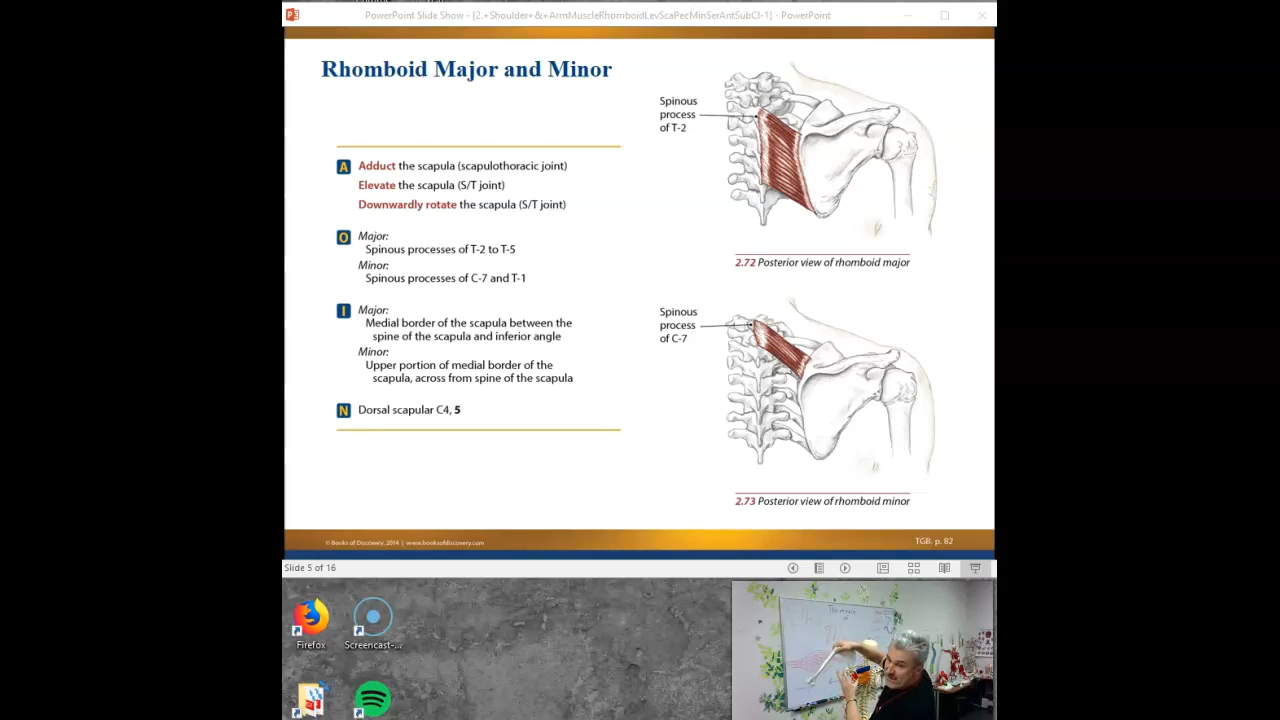 PowerPoint Slide Show - [2.+Shoulder+&+ArmMuscleRhomboidLevScaPecMinSerAntSubCl-1] - PowerPoint
Rhomboid Major and Minor
A Adduct the scapula (scapulothoracic joint)
Elevate the scapula (S/T joint)
Downwardly rotate the scapula (S/T joint)
O Major:
Spinous processes of T-2 to T-5
Minor:
Spinous processes of C-7 and T-1
I Major:
Medial border of the scapula between the
spine of the scapula and inferior angle
Minor:
Upper portion of medial border of the
scapula, across from spine of the scapula
N Dorsal scapular C4, 5
Spinous
process
of T-2
2.72 Posterior view of rhomboid major
Spinous
process
of C-7
2.73 Posterior view of rhomboid minor
© Books of Discovery, 2014 | www.booksofdiscovery.com
TGB. p. 82
Slide 5 of 16
Firefox
Screencast-...
The muscle